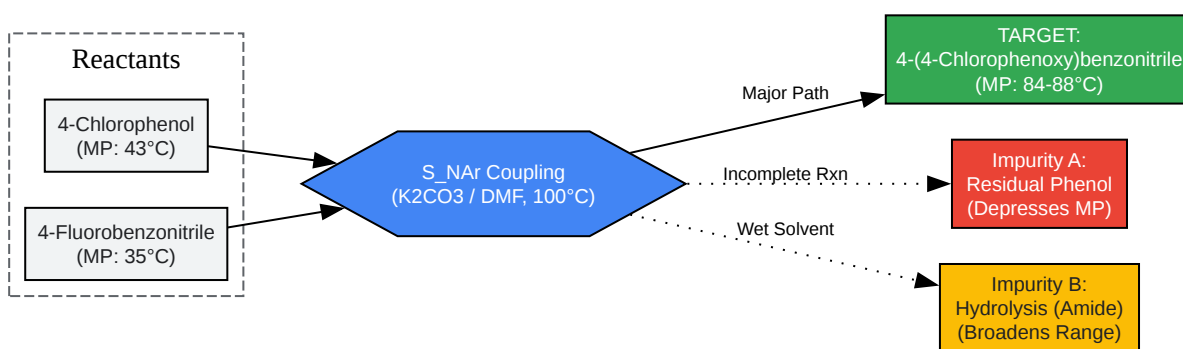 Reactants
4-Chlorophenol
(MP: 43°C)
4-Fluorobenzonitrile
(MP: 35°C)
S_NAr Coupling
(K2CO3 / DMF, 100°C)
Major Path
Incomplete Rxn
Wet Solvent
TARGET:
4-(4-Chlorophenoxy)benzonitrile
(MP: 84-88°C)
Impurity A:
Residual Phenol
(Depresses MP)
Impurity B:
Hydrolysis (Amide)
(Broadens Range)